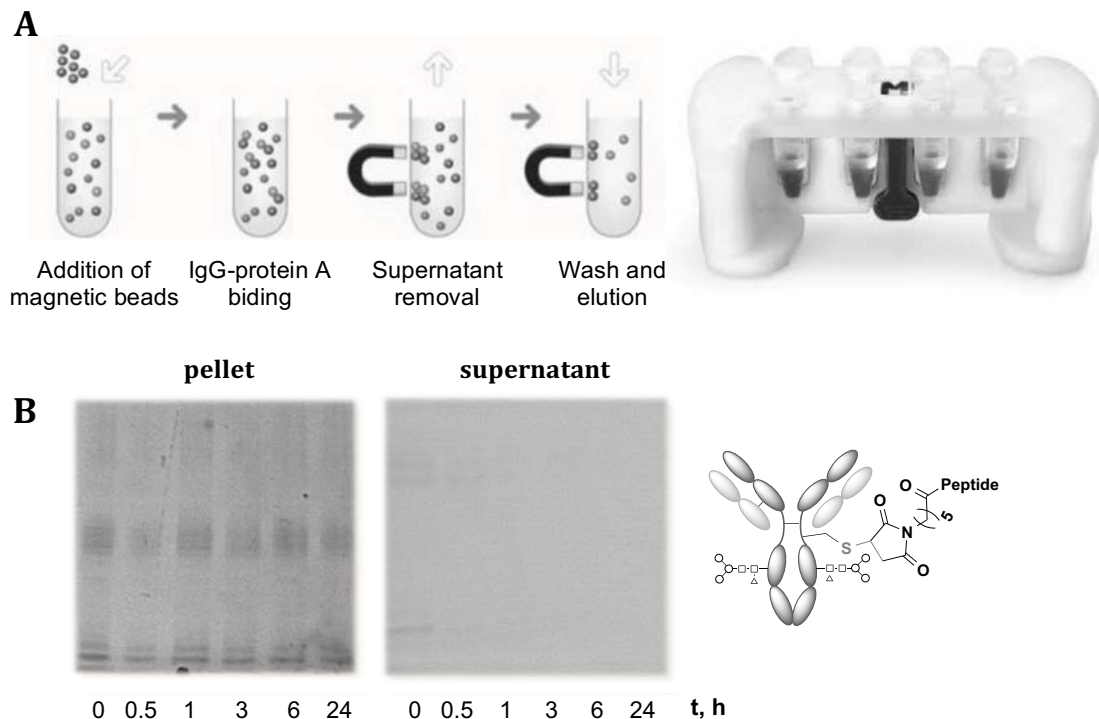 A
Addition of
magnetic beads
IgG-protein A
biding
Supernatant
removal
Wash and
elution
M
pellet
supernatant
B
0 0.5 1 3 6 24
0 0.5 1 3 6 24 t, h
O
Peptide
O
5
N
S
O